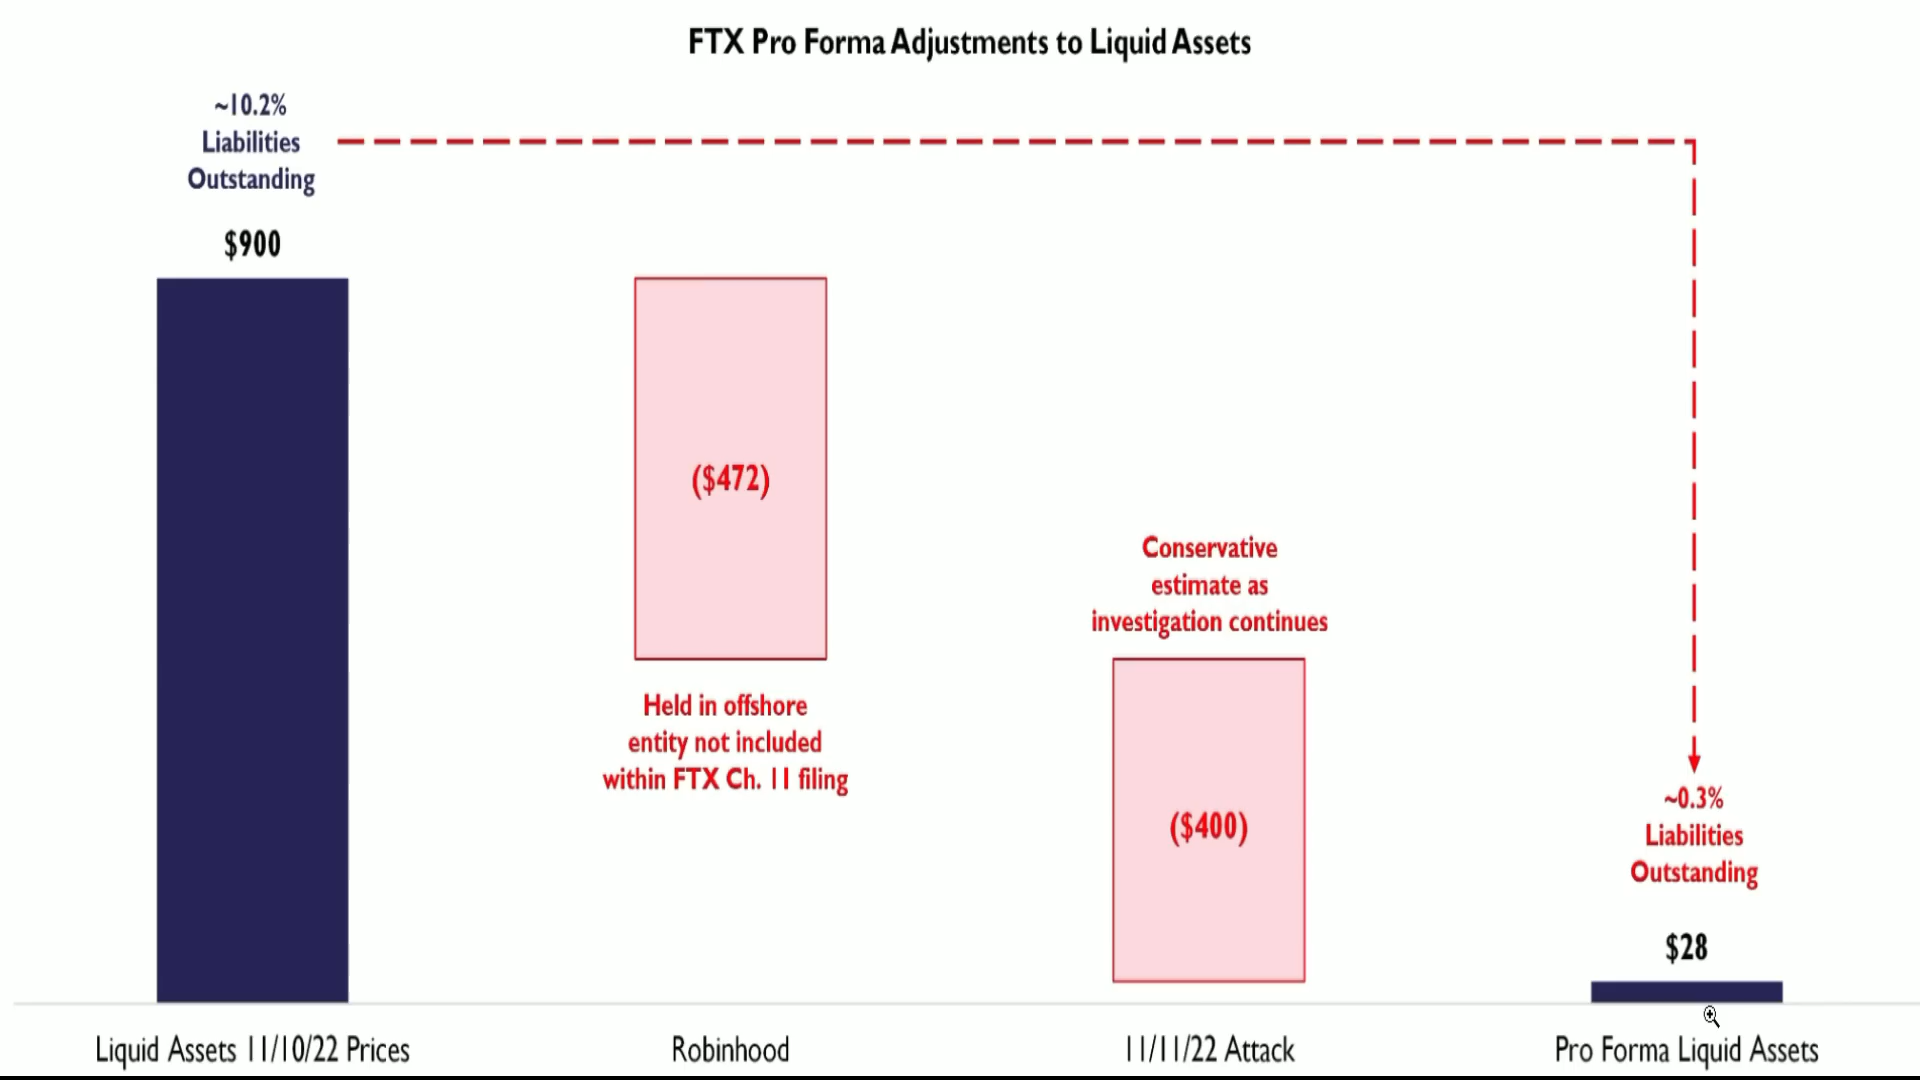 FTX Pro Forma Adjustments to Liquid Assets
~10.2%
Liabilities
Outstanding
$900
($472)
Held in offshore
entity not included
within FTX Ch. 11 filing
Conservative
estimate as
investigation continues
($400)
~0.3%
Liabilities
Outstanding
$28
Liquid Assets 11/10/22 Prices
Robinhood
11/11/22 Attack
Pro Forma Liquid Assets